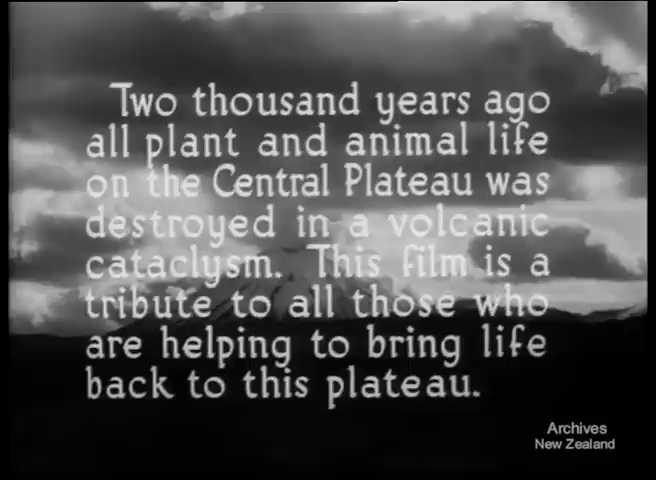 Two thousand years ago
all plant and animal life
on the Central Plateau was
destroyed in a volcanic
cataclysm. This film is a
tribute to all those who
are helping to bring life
back to this plateau.
Archives
New Zealand